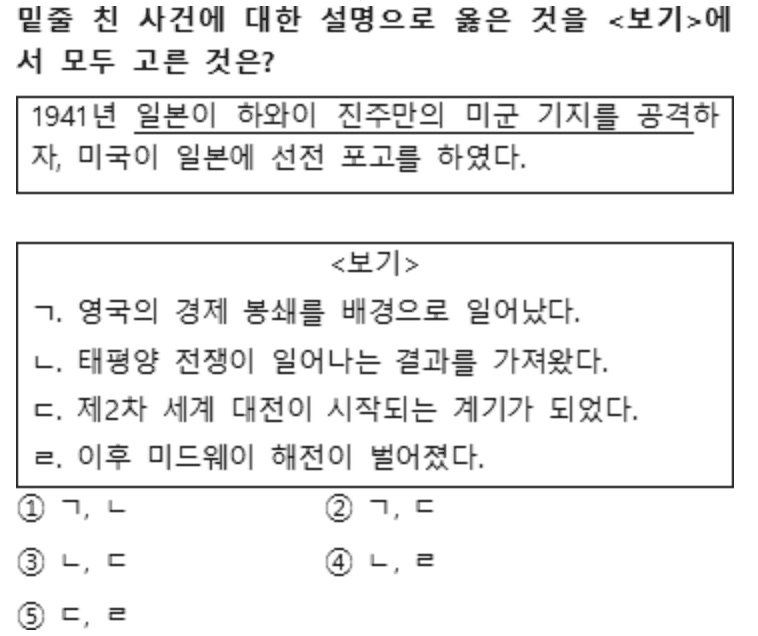 밑줄 친 사건에 대한 설명으로 옳은 것을 <보기>에
서 모두 고른 것은?
1941년 일본이 하와이 진주만의 미군 기지를 공격하
자, 미국이 일본에 선전 포고를 하였다.
<보기>
ㄱ. 영국의 경제 봉쇄를 배경으로 일어났다.
ㄴ. 태평양 전쟁이 일어나는 결과를 가져왔다.
ㄷ. 제2차 세계 대전이 시작되는 계기가 되었다.
ㄹ. 이후 미드웨이 해전이 벌어졌다.
① ㄱ, ㄴ ② ㄱ, ㄷ
③ ㄴ, ㄷ ④ ㄴ, ㄹ
⑤ ㄷ, ㄹ